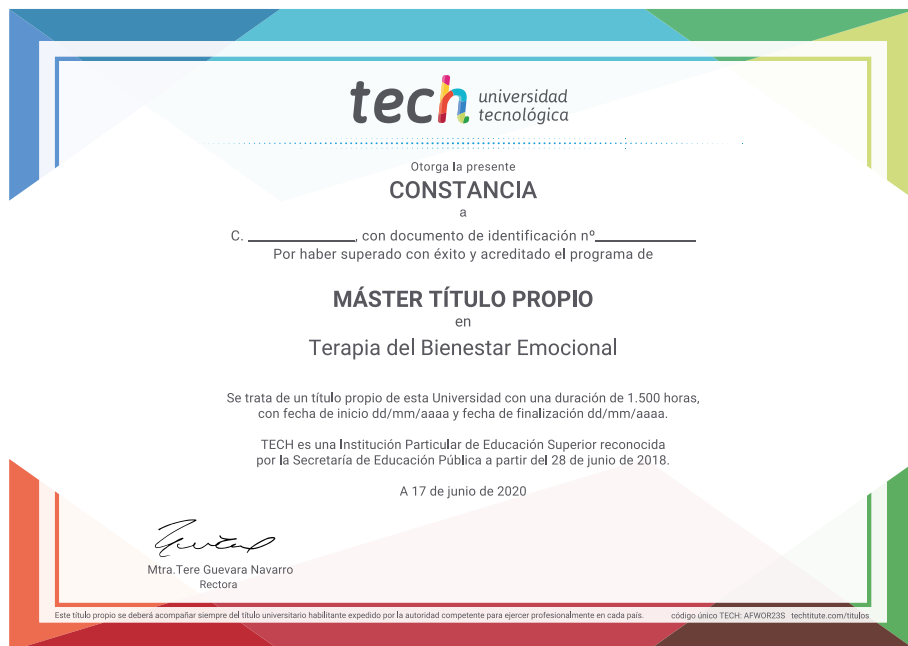 tech universidad
tecnológica
Otorga la presente
CONSTANCIA
a
C. ____________, con documento de identificación nº____________
Por haber superado con éxito y acreditado el programa de
MÁSTER TÍTULO PROPIO
en
Terapia del Bienestar Emocional
Se trata de un título propio de esta Universidad con una duración de 1.500 horas,
con fecha de inicio dd/mm/aaaa y fecha de finalización dd/mm/aaaa.
TECH es una Institución Particular de Educación Superior reconocida
por la Secretaría de Educación Pública a partir del 28 de junio de 2018.
A 17 de junio de 2020
Mtra.Tere Guevara Navarro
Rectora
Este título propio se deberá acompañar siempre del título universitario habilitante expedido por la autoridad competente para ejercer profesionalmente en cada país. código único TECH: AFWOR23S techtitute.com/titulos